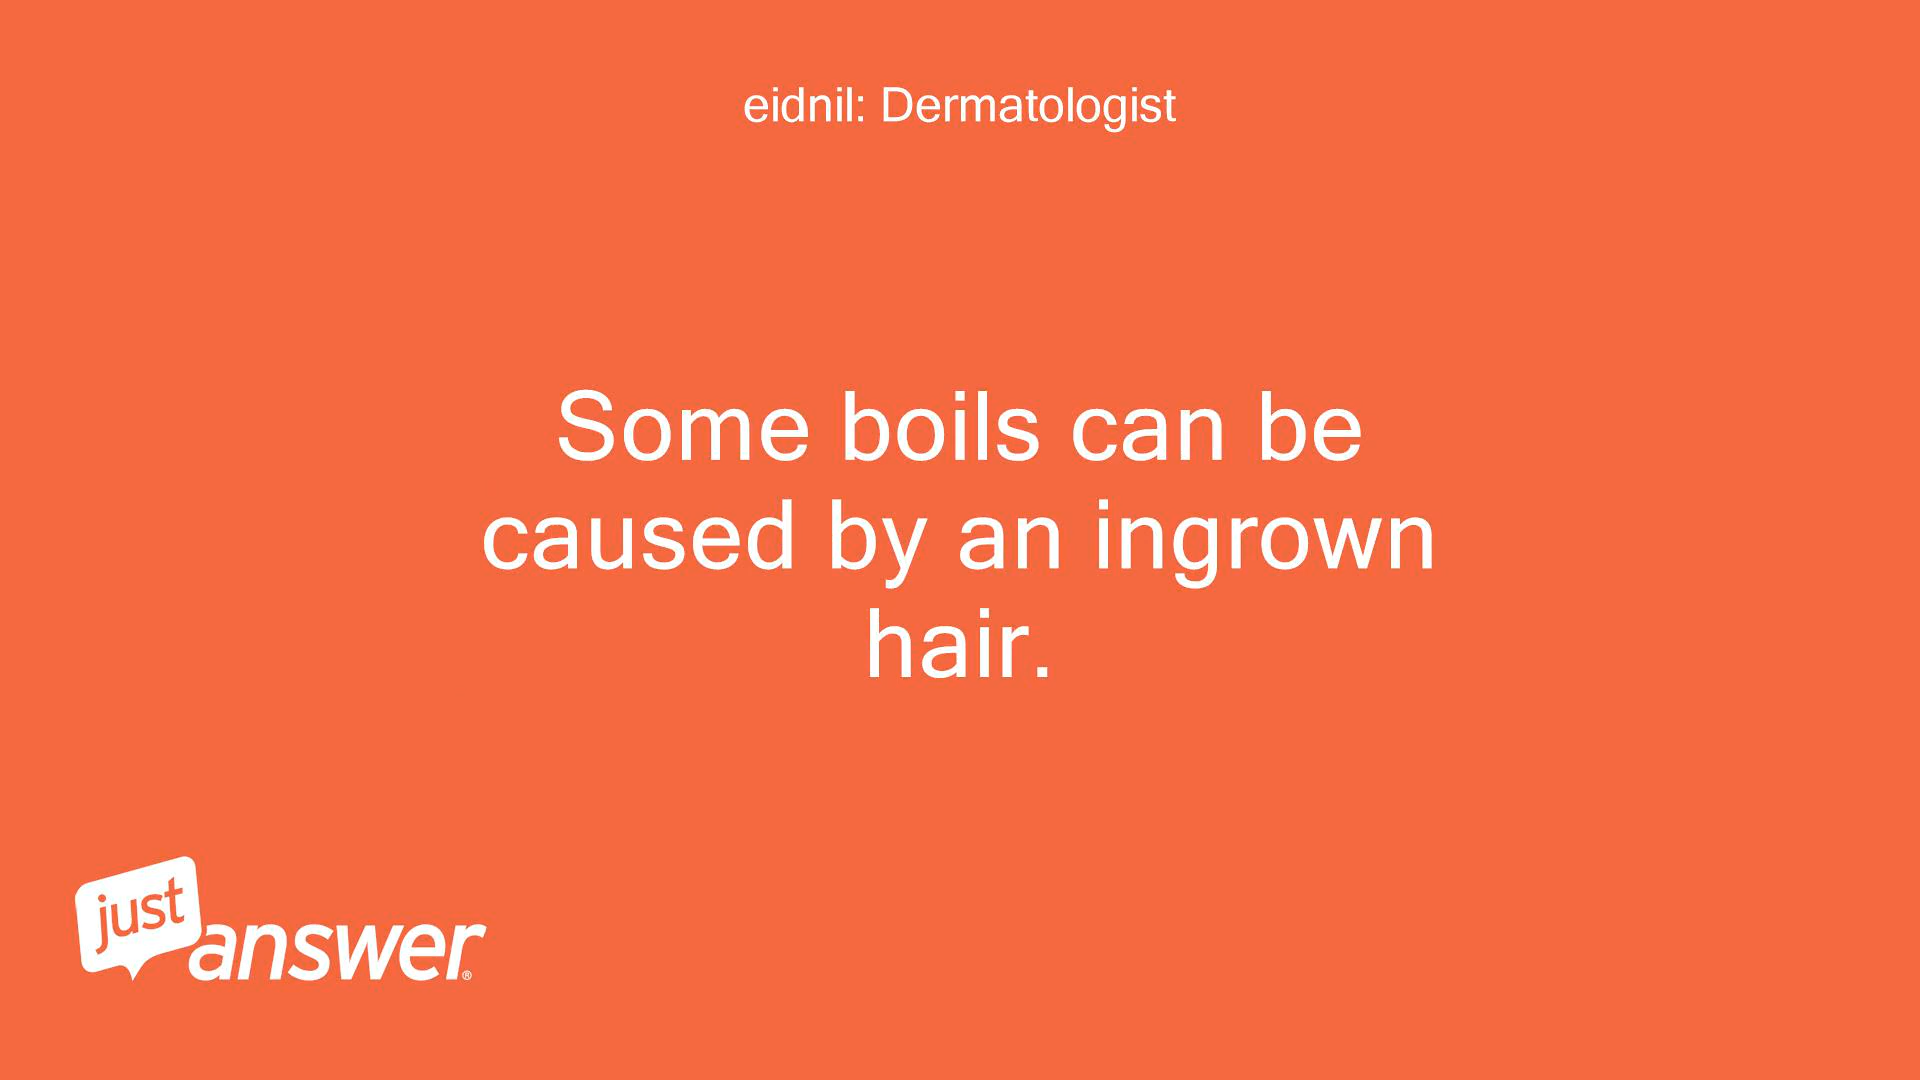 eidnil: Dermatologist
Some boils can be
caused by an ingrown
hair.
just
answer®